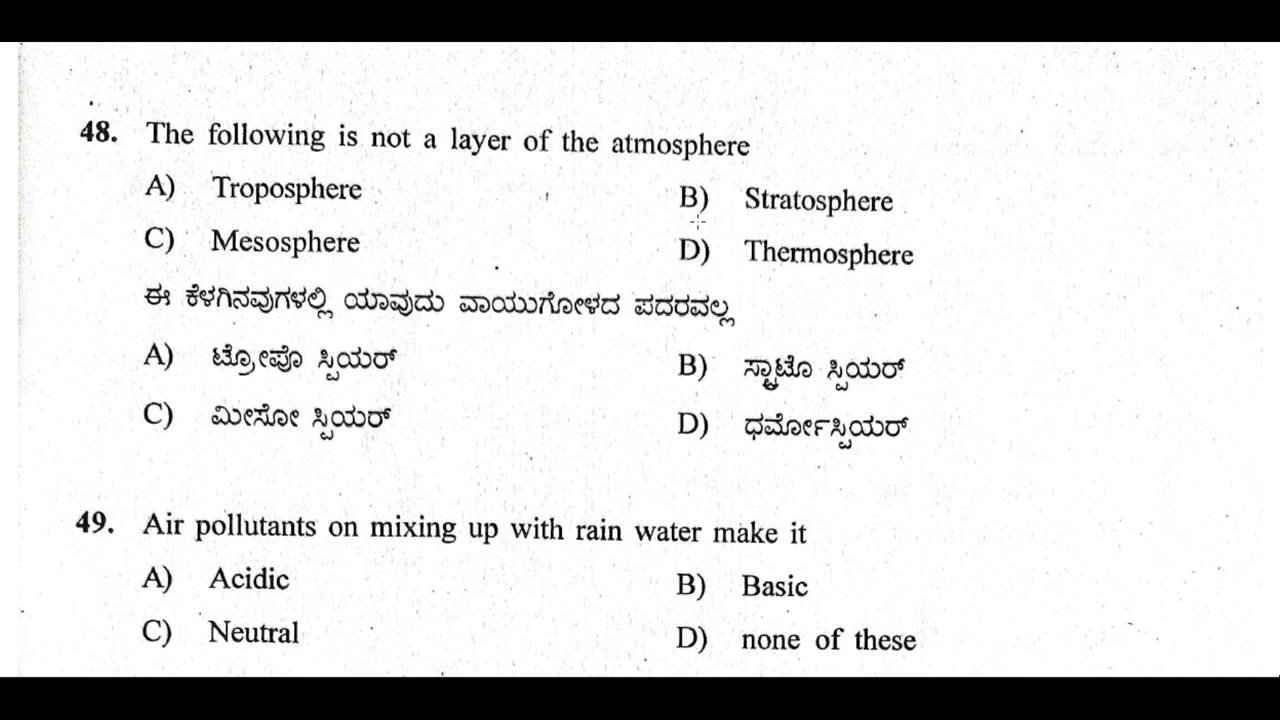 48. The following is not a layer of the atmosphere
A) Troposphere B) Stratosphere
C) Mesosphere D) Thermosphere
ಈ ಕೆಳಗಿನವುಗಳಲ್ಲಿ ಯಾವುದು ವಾಯುಗೋಳದ ಪದರವಲ್ಲ
A) ಟ್ರೋಪೊ ಸ್ಪಿಯರ್ B) ಸ್ಟ್ರಾಟೊ ಸ್ಪಿಯರ್
C) ಮೀಸೋ ಸ್ಪಿಯರ್ D) ಥರ್ಮೋಸ್ಪಿಯರ್
49. Air pollutants on mixing up with rain water make it
A) Acidic B) Basic
C) Neutral D) none of these